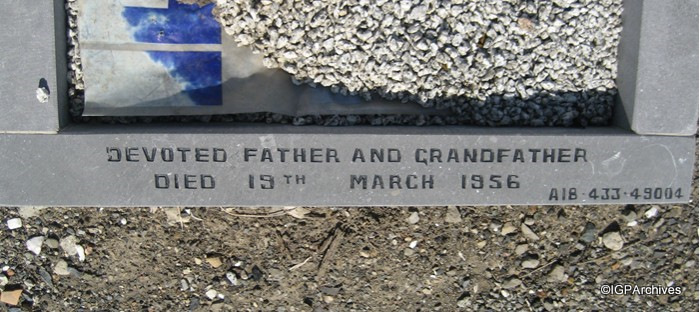 DEVOTED FATHER AND GRANDFATHER
DIED 19TH MARCH 1956
A1B·433·49004
©IGPArchives